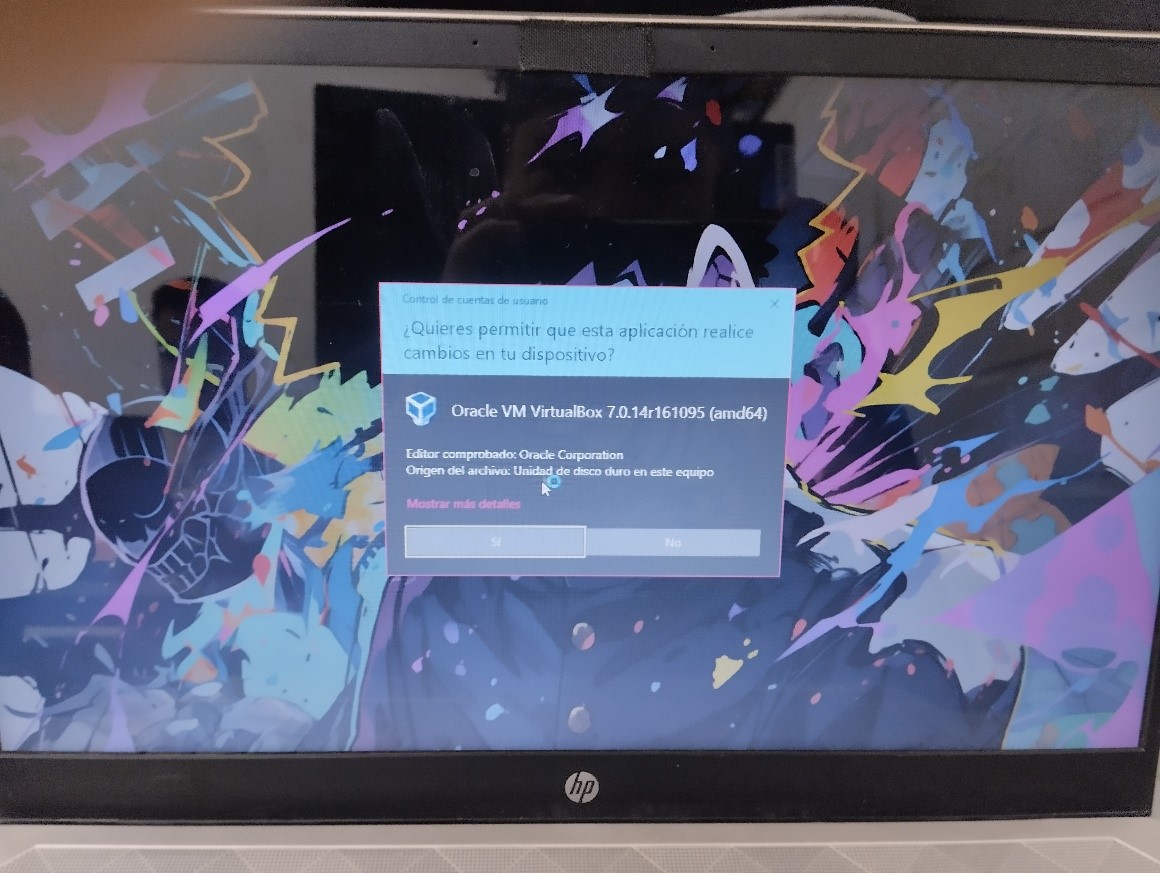 Control de cuentas de usuario
¿Quieres permitir que esta aplicación realice
cambios en tu dispositivo?
Oracle VM VirtualBox 7.0.14r161095 (amd64)
Editor comprobado: Oracle Corporation
Origen del archivo: Unidad de disco duro en este equipo
Mostrar más detalles
Sí
No
hp